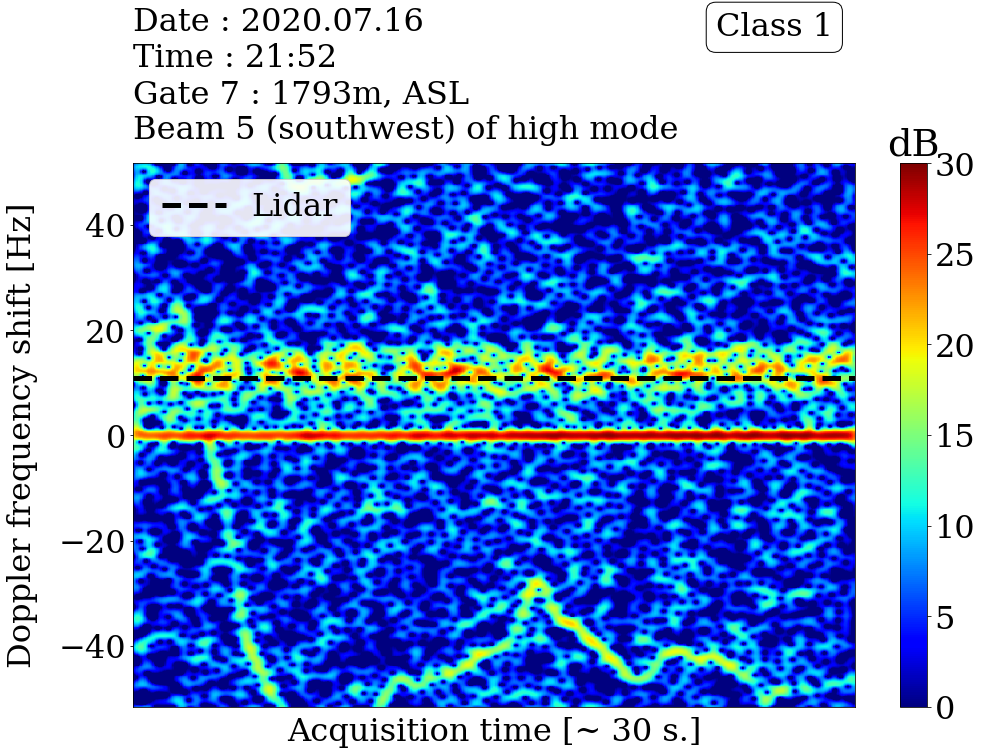 Date : 2020.07.16
Time : 21:52
Gate 7 : 1793m, ASL
Beam 5 (southwest) of high mode
Class 1
dB
Lidar
Doppler frequency shift [Hz]
40
20
0
−20
−40
Acquisition time [~ 30 s.]
30
25
20
15
10
5
0